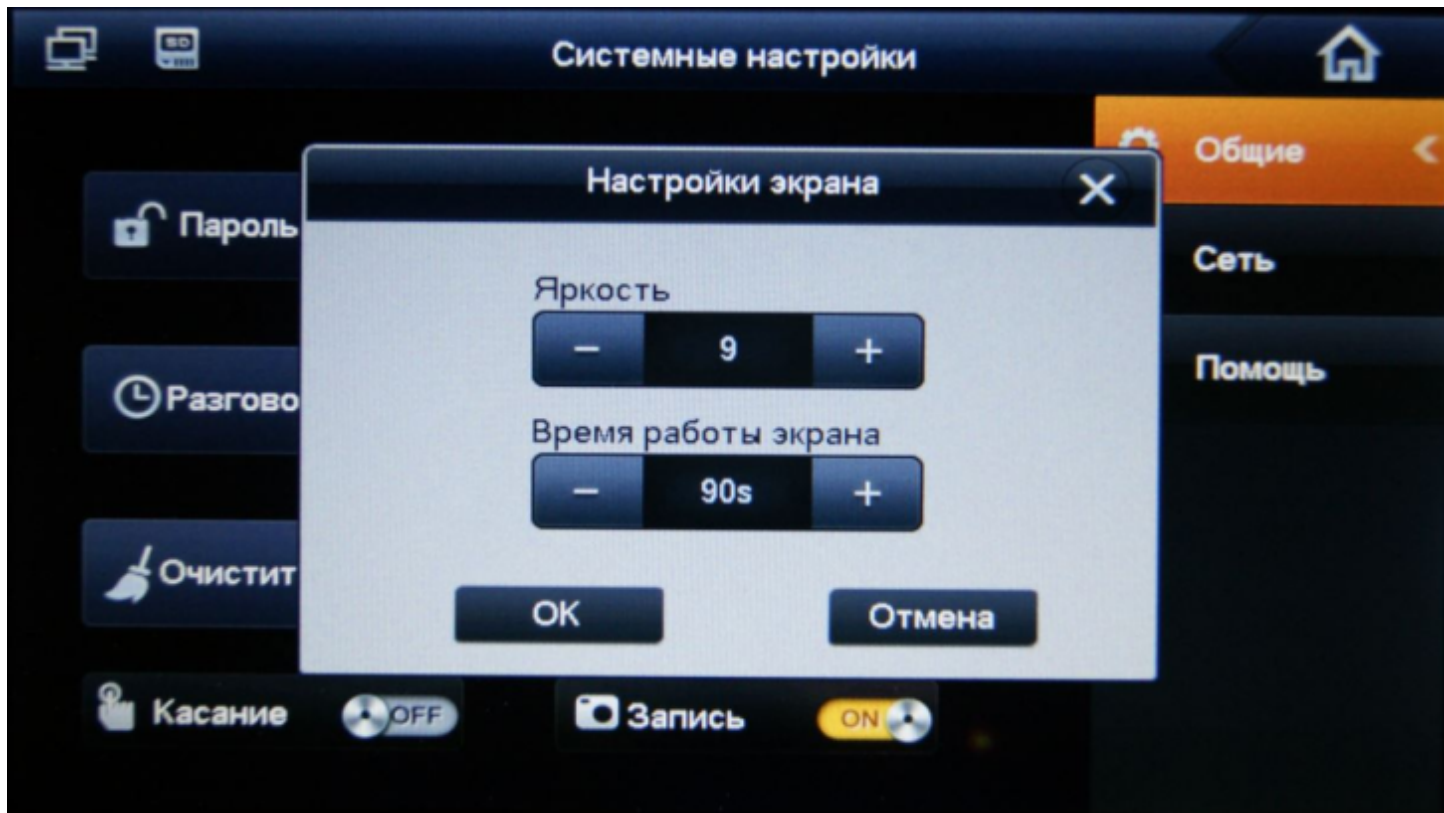 SD
Системные настройки
Общие
Настройки экрана
Пароль
Сеть
Яркость
9
Помощь
Разгово
Время работы экрана
90s
Очистит
OK
Отмена
Касание
OFF
Запись
ON